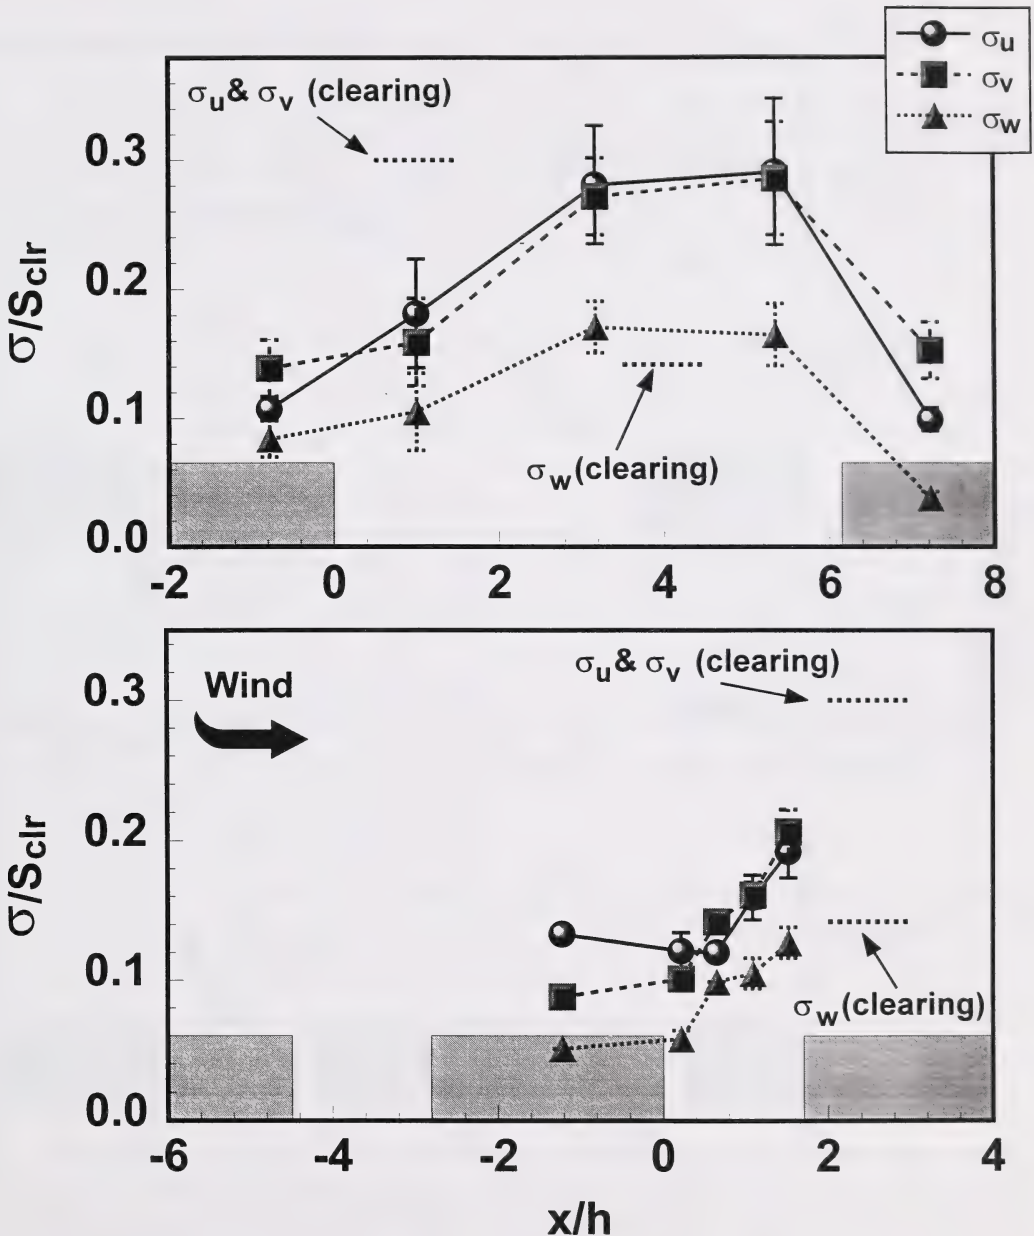 σu
σv
σw
σu & σv (clearing)
σ/Sclr
0.3
0.2
0.1
0.0
σw (clearing)
-2 0 2 4 6 8
σu & σv (clearing)
Wind
σ/Sclr
0.3
0.2
0.1
0.0
σw (clearing)
-6 -4 -2 0 2 4
x/h